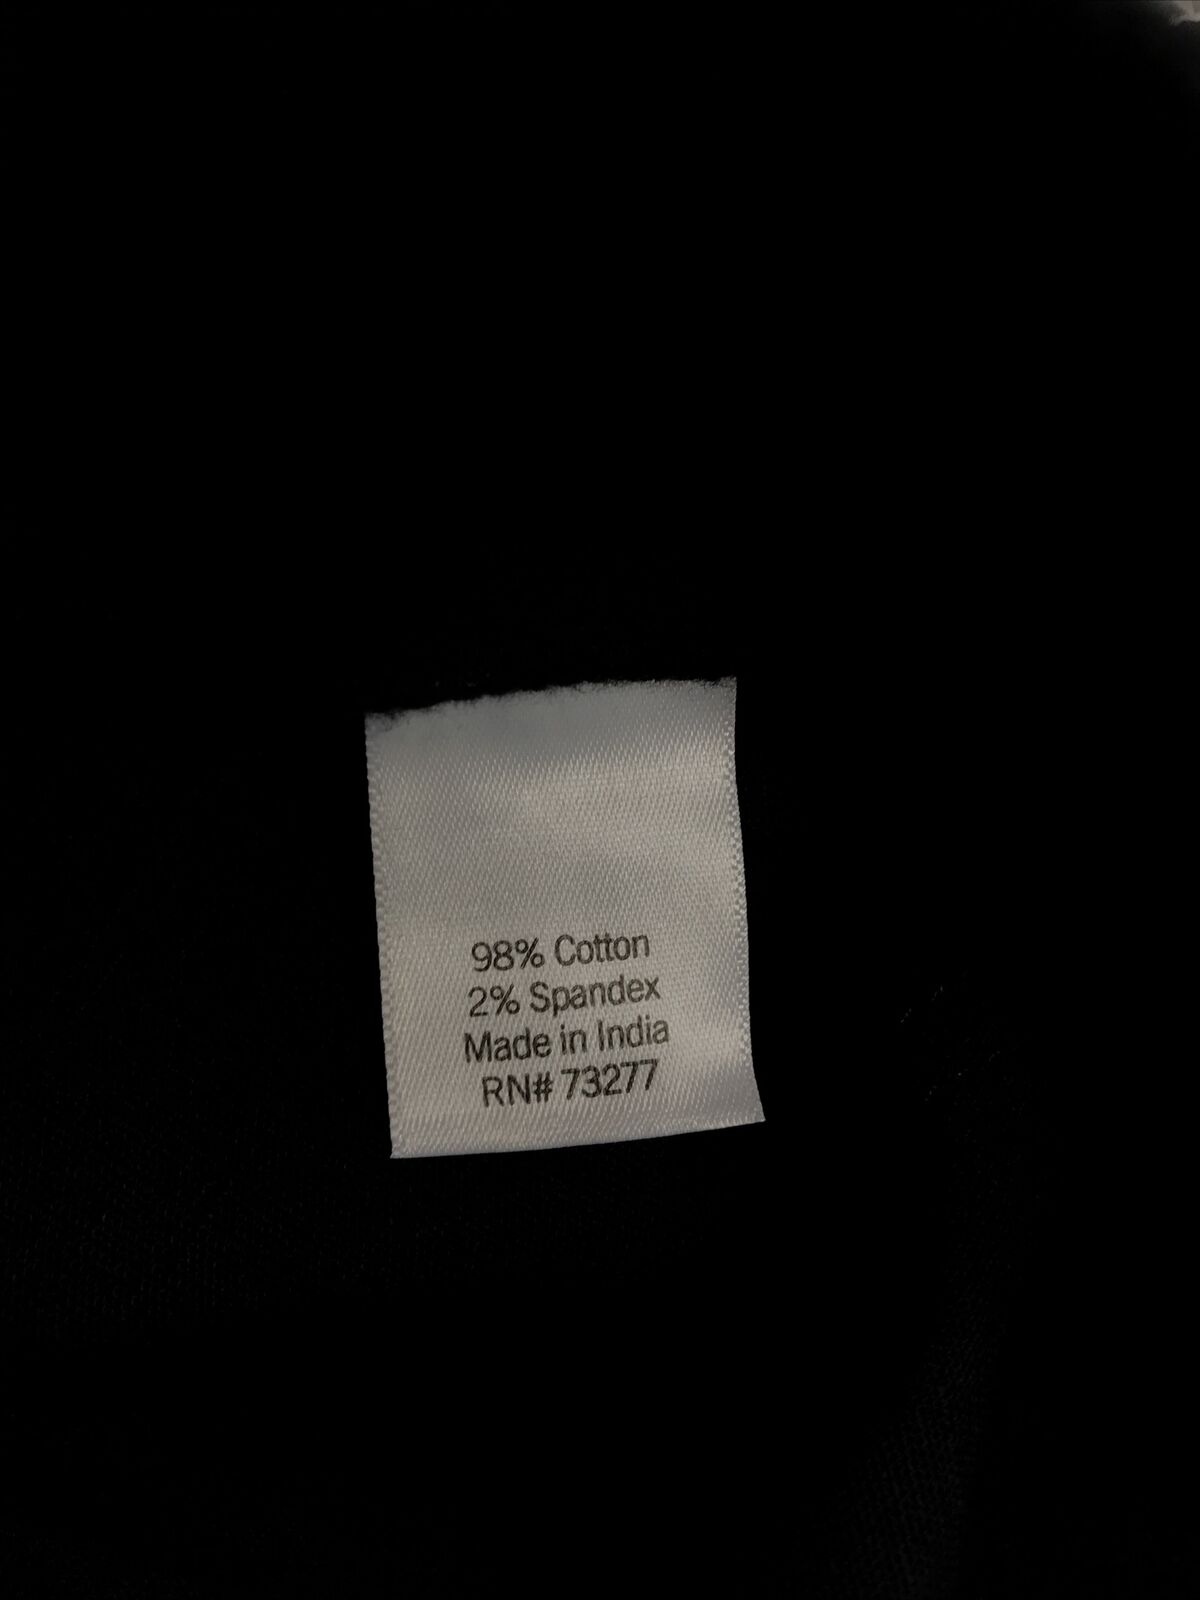 98% Cotton
2% Spandex
Made in India
RN# 73277